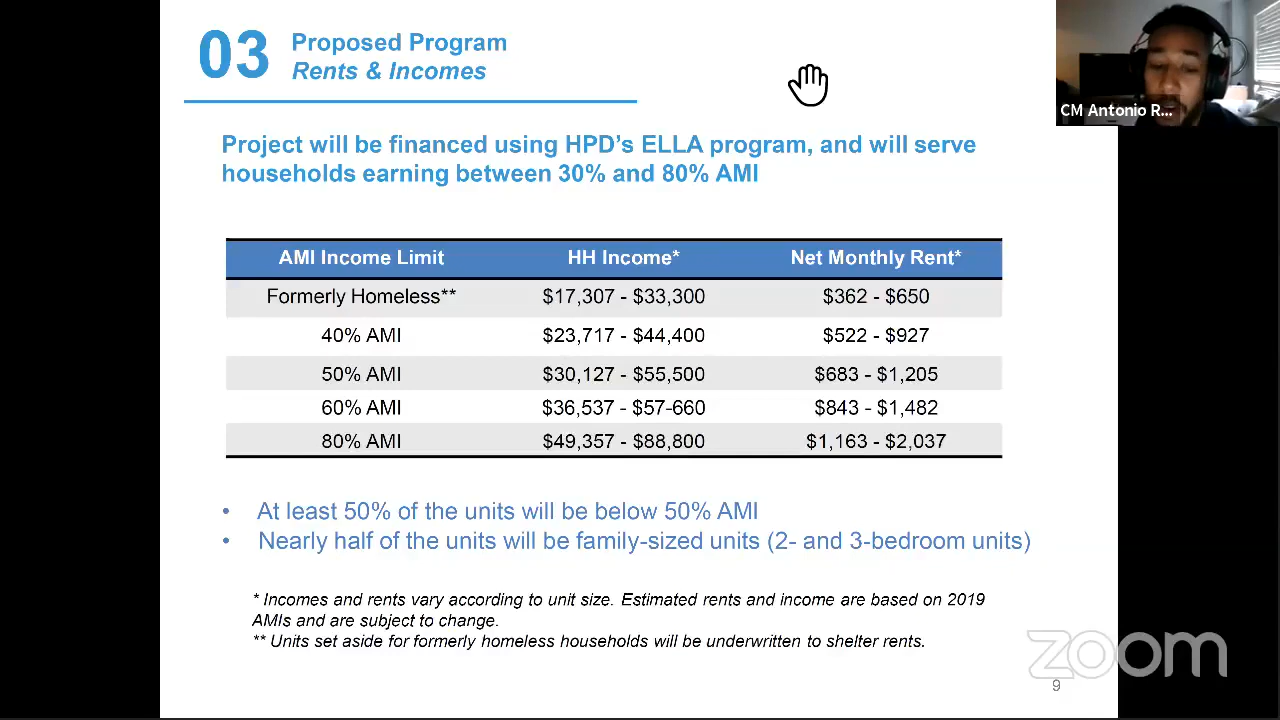 03
Proposed Program
Rents & Incomes
CM Antonio R...
Project will be financed using HPD's ELLA program, and will serve
households earning between 30% and 80% AMI
AMI Income Limit HH Income* Net Monthly Rent*
Formerly Homeless** $17,307 - $33,300 $362 - $650
40% AMI $23,717 - $44,400 $522 - $927
50% AMI $30,127 - $55,500 $683 - $1,205
60% AMI $36,537 - $57-660 $843 - $1,482
80% AMI $49,357 - $88,800 $1,163 - $2,037
• At least 50% of the units will be below 50% AMI
• Nearly half of the units will be family-sized units (2- and 3-bedroom units)
* Incomes and rents vary according to unit size. Estimated rents and income are based on 2019
AMIs and are subject to change.
** Units set aside for formerly homeless households will be underwritten to shelter rents.
zoom
9